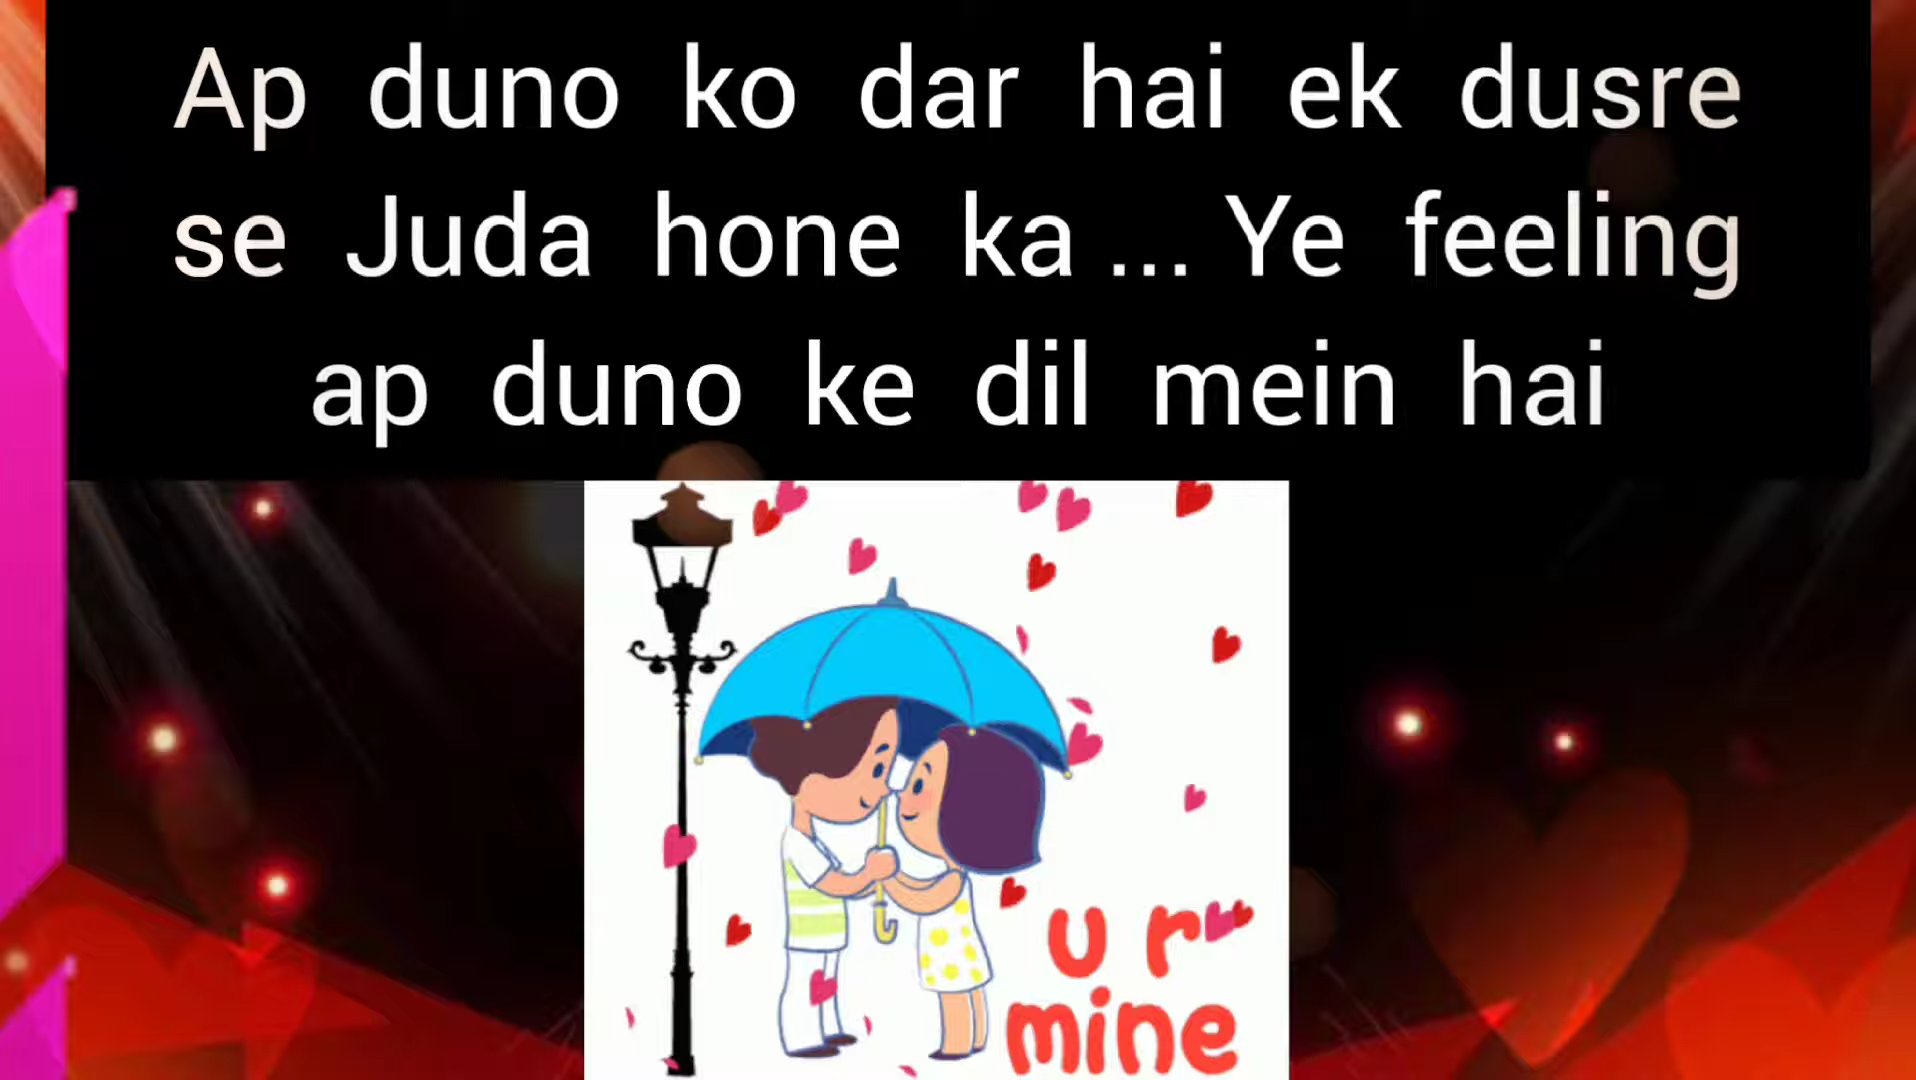 Ap duno ko dar hai ek dusre
se Juda hone ka ... Ye feeling
ap duno ke dil mein hai
u r
mine